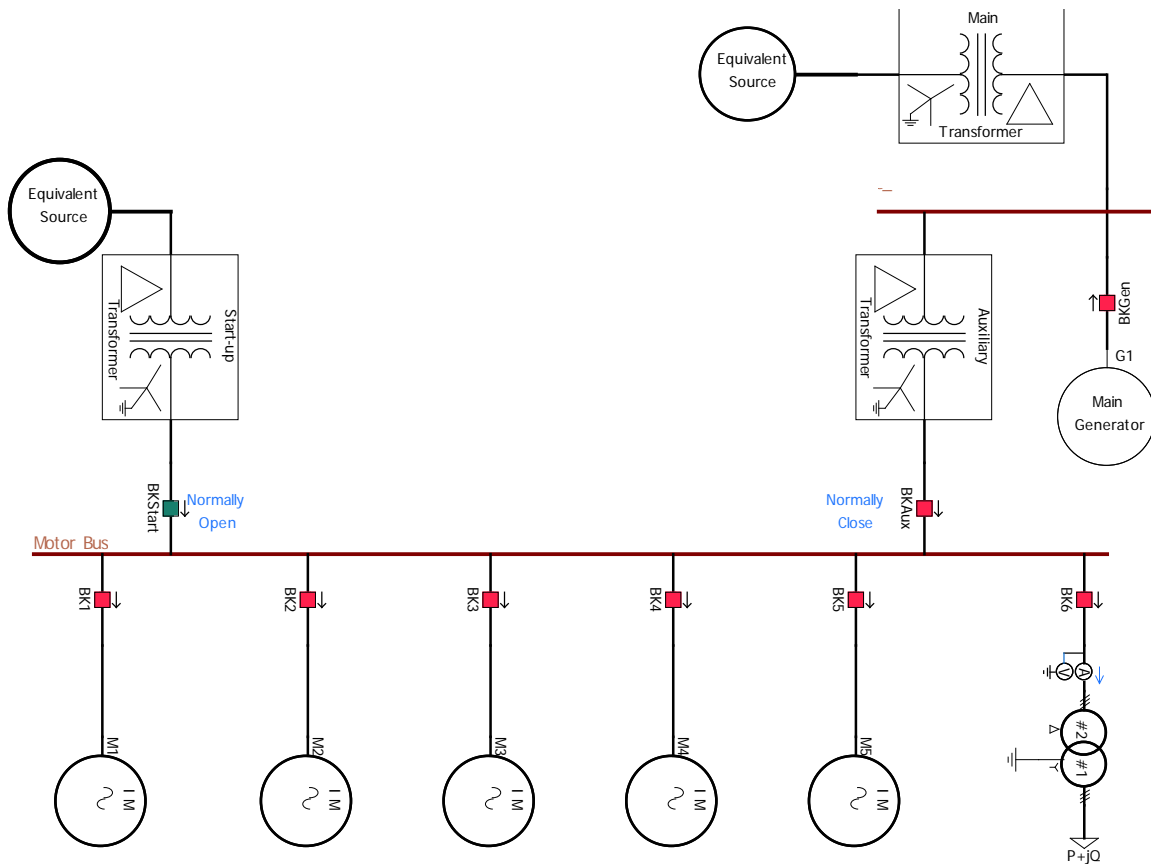 Main
Equivalent
Source
Transformer
Equivalent
Source
Start-up
Transformer
Auxiliary
Transformer
BKGen
G1
Main
Generator
BKStart
Normally
Open
Normally
Close
BKAux
Motor Bus
BK1
BK2
BK3
BK4
BK5
BK6
V
A
#2
#1
M1
M2
M3
M4
M5
I M
I M
I M
I M
I M
P+jQ